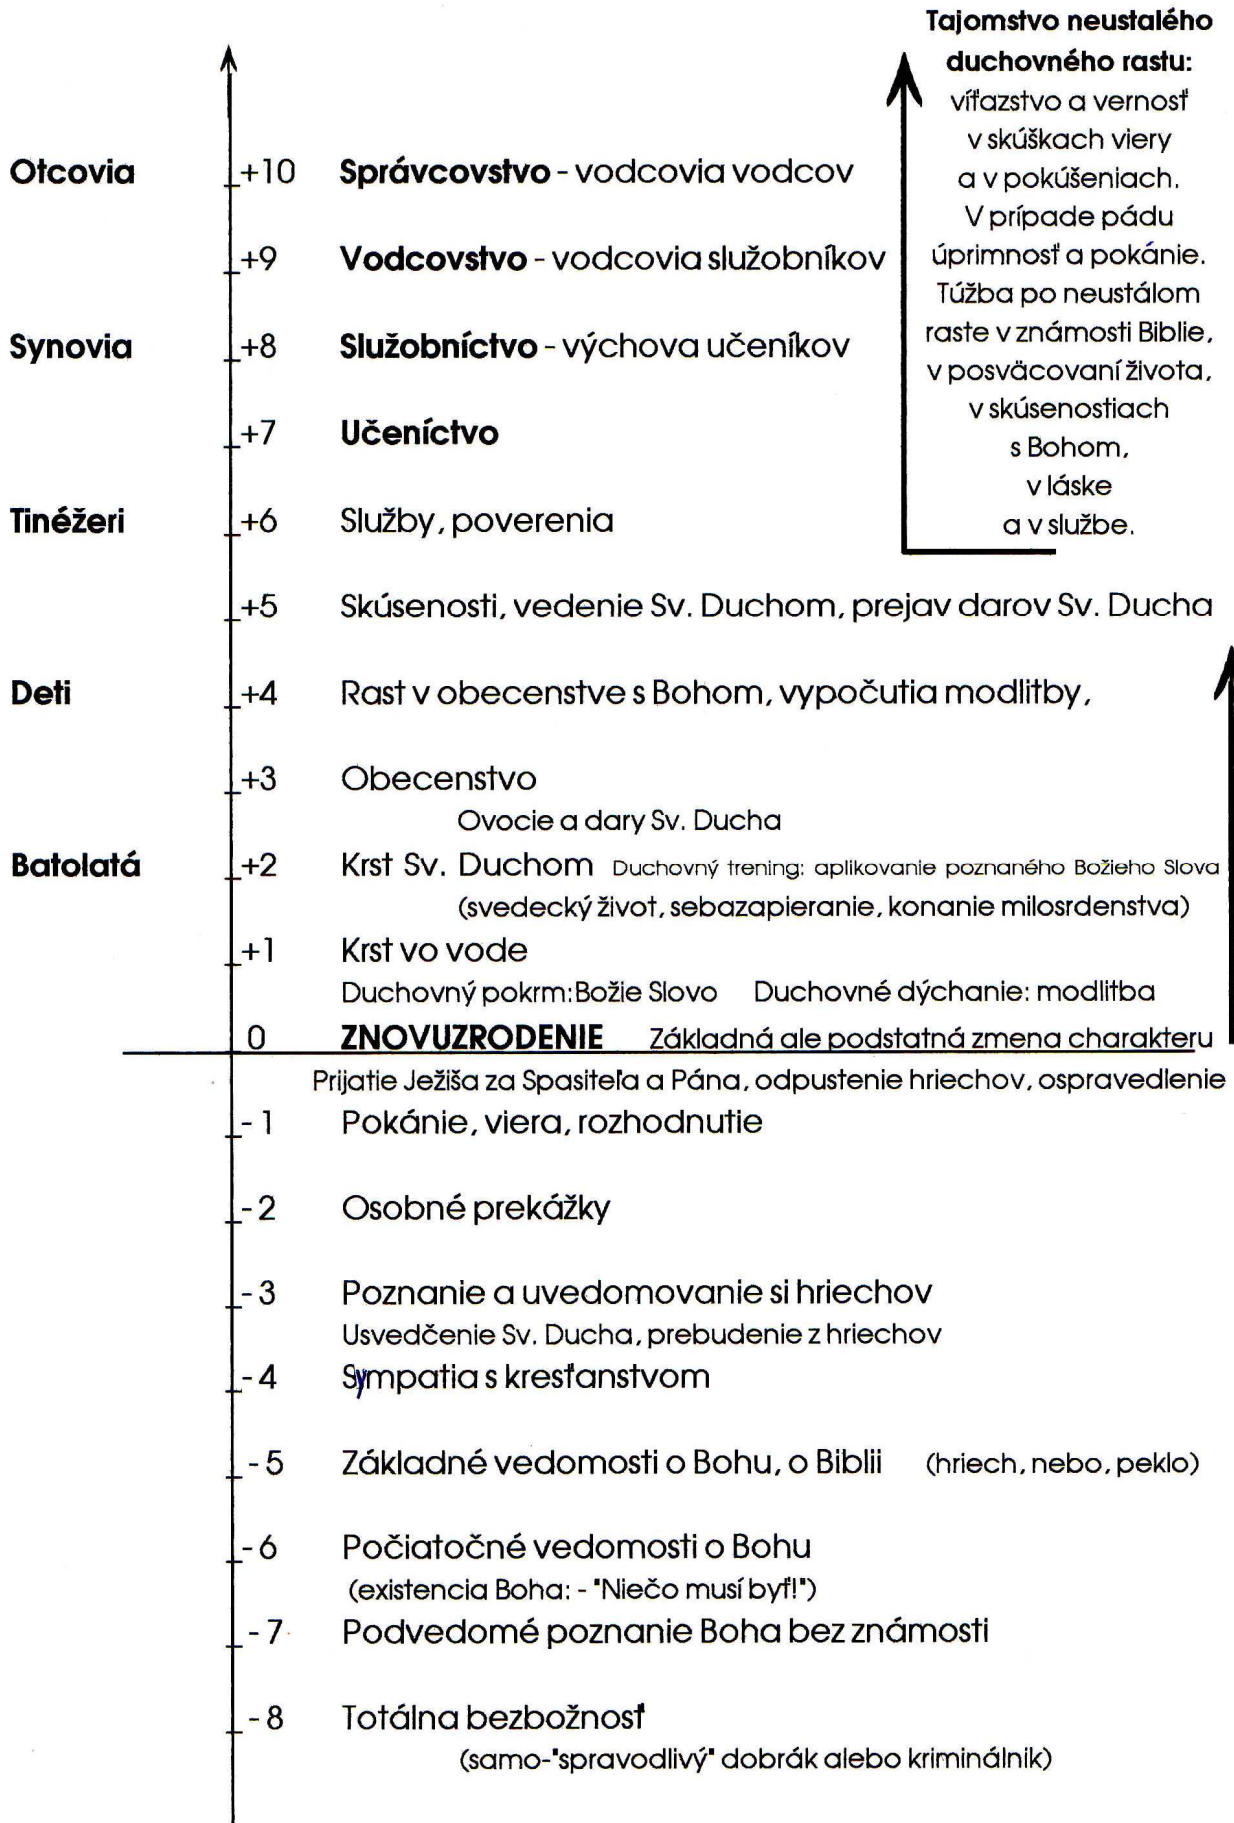 Tajomstvo neustalého
duchovného rastu:
víťazstvo a vernosť
v skúškach viery
a v pokúšeniach.
V prípade pádu
úprimnosť a pokánie.
Túžba po neustálom
raste v známosti Biblie,
v posväcovaní života,
v skúsenostiach
s Bohom,
v láske
a v službe.
Otcovia +10 Správcovstvo - vodcovia vodcov
+9 Vodcovstvo - vodcovia služobníkov
Synovia +8 Služobníctvo - výchova učeníkov
+7 Učeníctvo
Tinéžeri +6 Služby, poverenia
+5 Skúsenosti, vedenie Sv. Duchom, prejav darov Sv. Ducha
Deti +4 Rast v obecenstve s Bohom, vypočutia modlitby,
+3 Obecenstvo
Ovocie a dary Sv. Ducha
Batolatá +2 Krst Sv. Duchom Duchovný trening: aplikovanie poznaného Božieho Slova
(svedecký život, sebazapieranie, konanie milosrdenstva)
+1 Krst vo vode
Duchovný pokrm:Božie Slovo Duchovné dýchanie: modlitba
0 ZNOVUZRODENIE Základná ale podstatná zmena charakteru
Prijatie Ježiša za Spasiteľa a Pána, odpustenie hriechov, ospravedlenie
- 1 Pokánie, viera, rozhodnutie
- 2 Osobné prekážky
- 3 Poznanie a uvedomovanie si hriechov
Usvedčenie Sv. Ducha, prebudenie z hriechov
- 4 Sympatia s kresťanstvom
- 5 Základné vedomosti o Bohu, o Biblii (hriech, nebo, peklo)
- 6 Počiatočné vedomosti o Bohu
(existencia Boha: - "Niečo musí byť!")
- 7 Podvedomé poznanie Boha bez známosti
- 8 Totálna bezbožnosť
(samo-"spravodlivý" dobrák alebo kriminálnik)